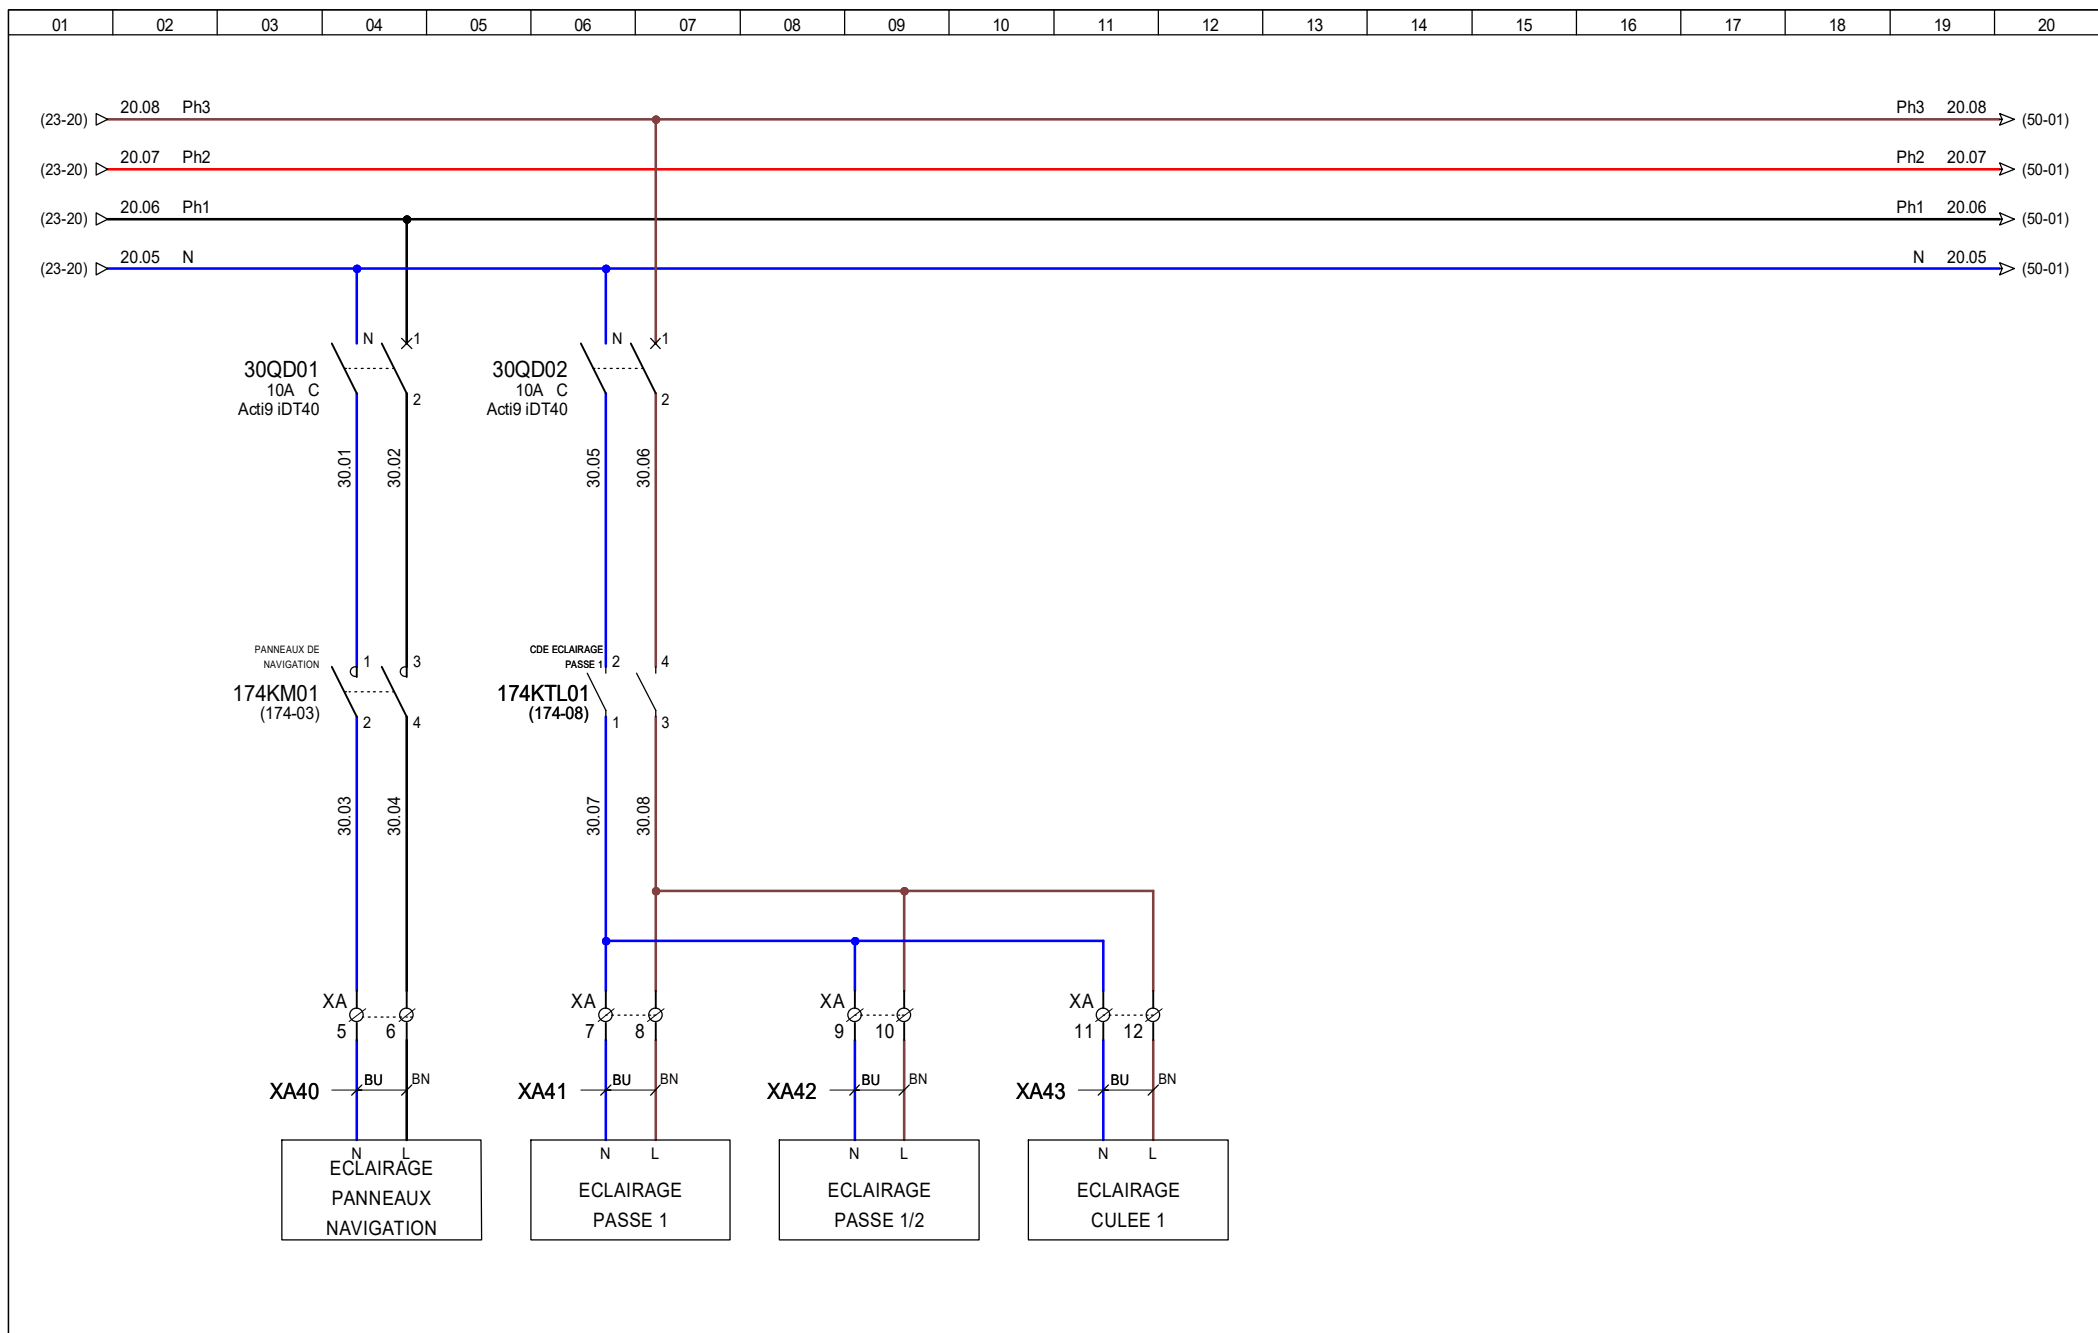 01 02 03 04 05 06 07 08 09 10 11 12 13 14 15 16 17 18 19 20
20.08 Ph3 Ph3 20.08
(23-20) (50-01)
20.07 Ph2 Ph2 20.07
(23-20) (50-01)
20.06 Ph1 Ph1 20.06
(23-20) (50-01)
20.05 N N 20.05
(23-20) (50-01)
N 1 N 1
30QD01 30QD02
10A C 10A C
2 2
Acti9 iDT40 Acti9 iDT40
30.01 30.02 30.05 30.06
PANNEAUX DE CDE ECLAIRAGE
NAVIGATION 1 3 PASSE 1 2 4
174KM01 174KTL01
(174-03) (174-08)
2 4 1 3
30.03 30.04 30.07 30.08
XA XA XA XA
5 6 7 8 9 10 11 12
BU BN BU BN BU BN BU BN
XA40 XA41 XA42 XA43
N L N L N L N L
ECLAIRAGE
PANNEAUX
NAVIGATION
ECLAIRAGE
PASSE 1
ECLAIRAGE
PASSE 1/2
ECLAIRAGE
CULEE 1